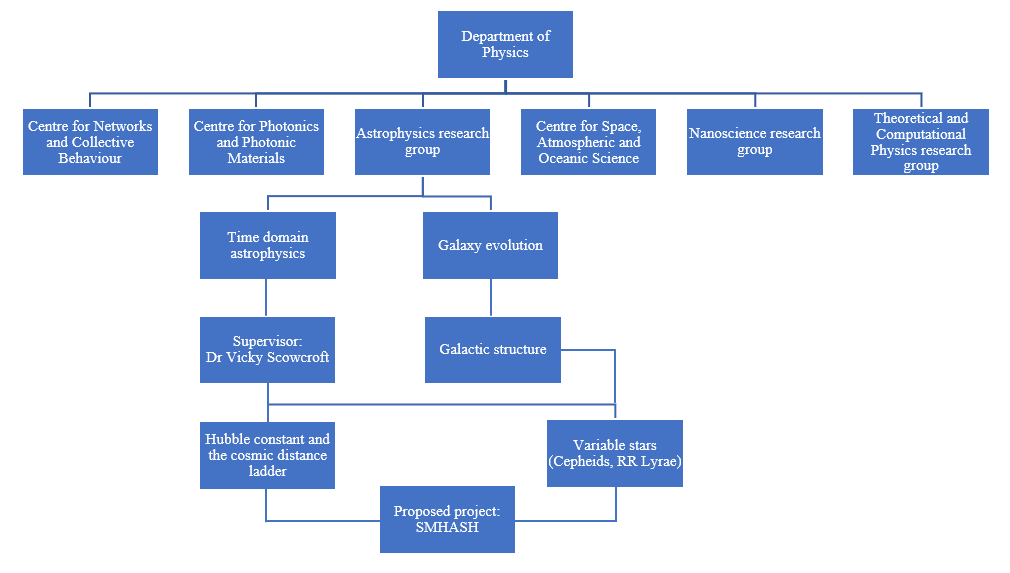 Department of
Physics
Centre for Networks
and Collective
Behaviour
Centre for Photonics
and Photonic
Materials
Astrophysics research
group
Centre for Space,
Atmospheric and
Oceanic Science
Nanoscience research
group
Theoretical and
Computational
Physics research
group
Time domain
astrophysics
Galaxy evolution
Supervisor:
Dr Vicky Scowcroft
Galactic structure
Hubble constant and
the cosmic distance
ladder
Variable stars
(Cepheids, RR Lyrae)
Proposed project:
SMHASH